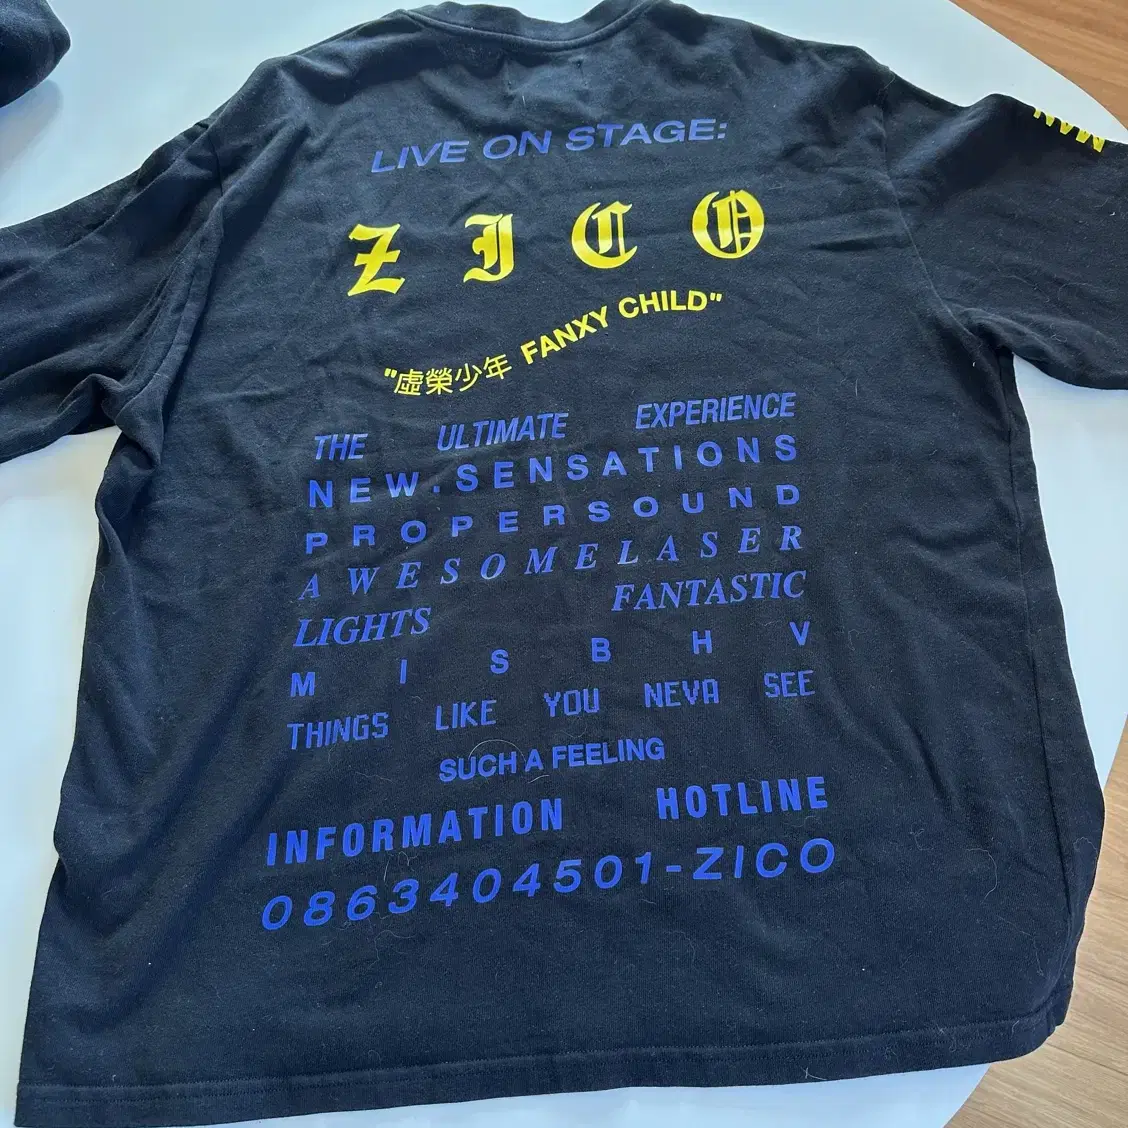 LIVE ON STAGE:
ZICO
"虛榮少年 FANXY CHILD"
THE ULTIMATE EXPERIENCE
NEW.SENSATIONS
PROPERSOUND
AWESOMELASER
LIGHTS FANTASTIC
MISBHV
THINGS LIKE YOU NEVA SEE
SUCH A FEELING
INFORMATION HOTLINE
0863404501-ZICO